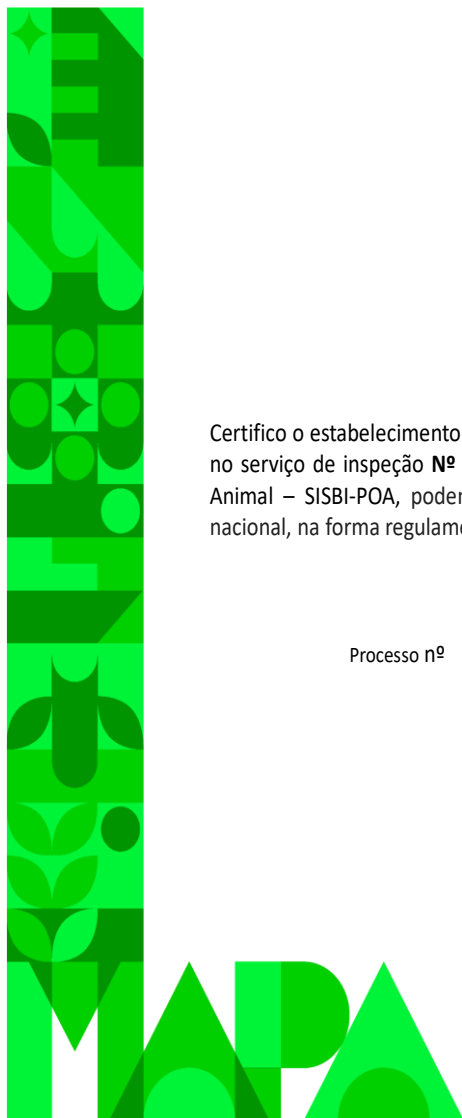 Certifico o estabelecimento
no serviço de inspeção Nº
Animal – SISBI-POA, poder
nacional, na forma regulam
Processo nº
MAPA